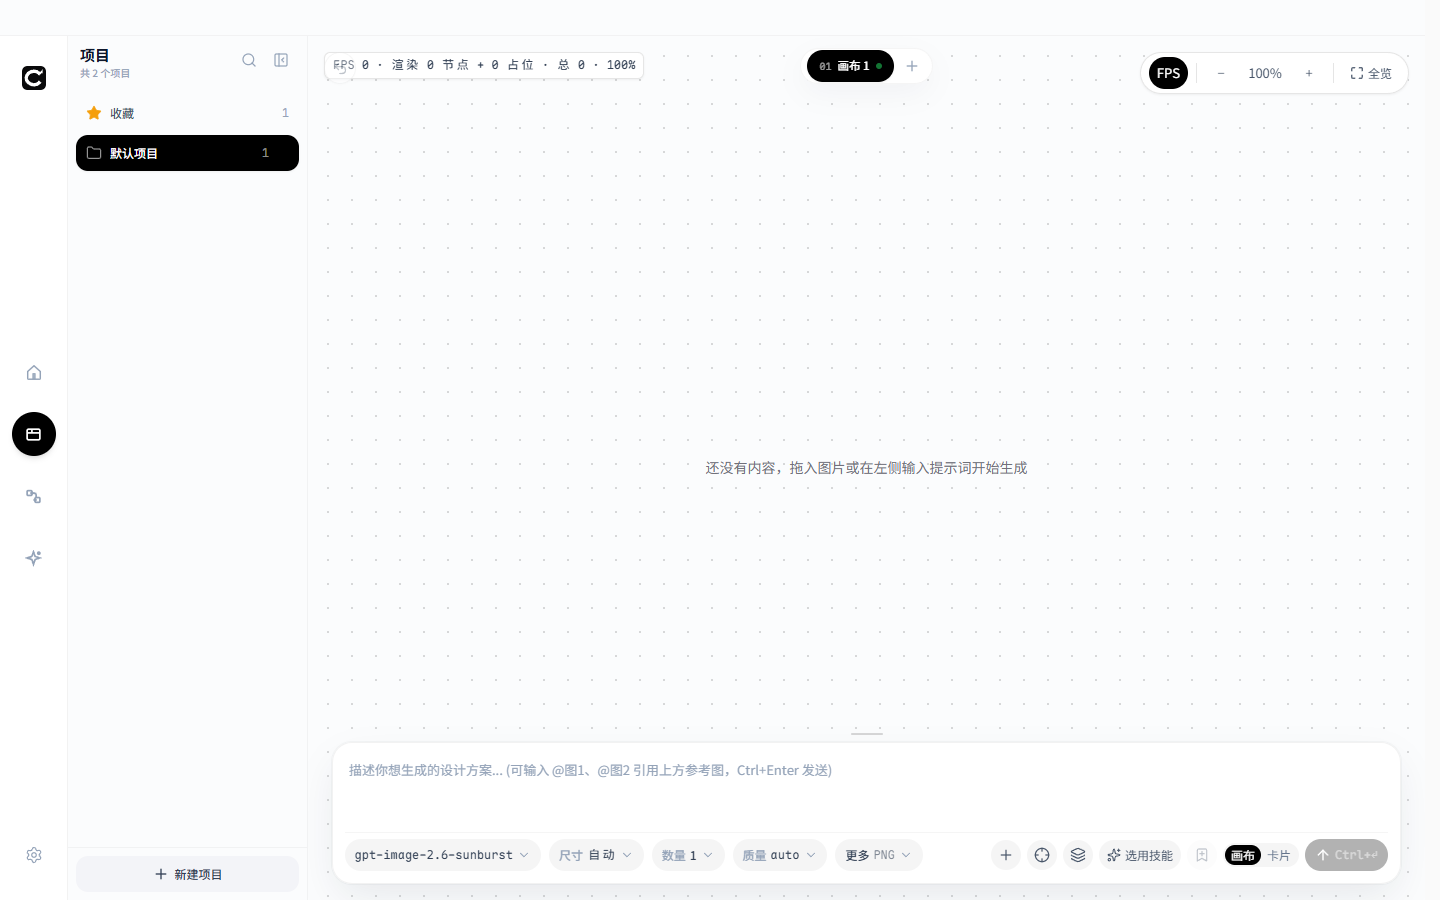 项目
共 2 个项目
收藏 1
默认项目 1
新建项目
FPS 0 · 渲染 0 节点 + 0 占位 · 总 0 · 100%
01 画布 1
FPS − 100% + 全览
还没有内容，拖入图片或在左侧输入提示词开始生成
描述你想生成的设计方案... (可输入 @图1、@图2 引用上方参考图，Ctrl+Enter 发送)
gpt-image-2.6-sunburst 尺寸 自动 数量 1 质量 auto 更多 PNG 选用技能 画布 卡片 Ctrl+↵